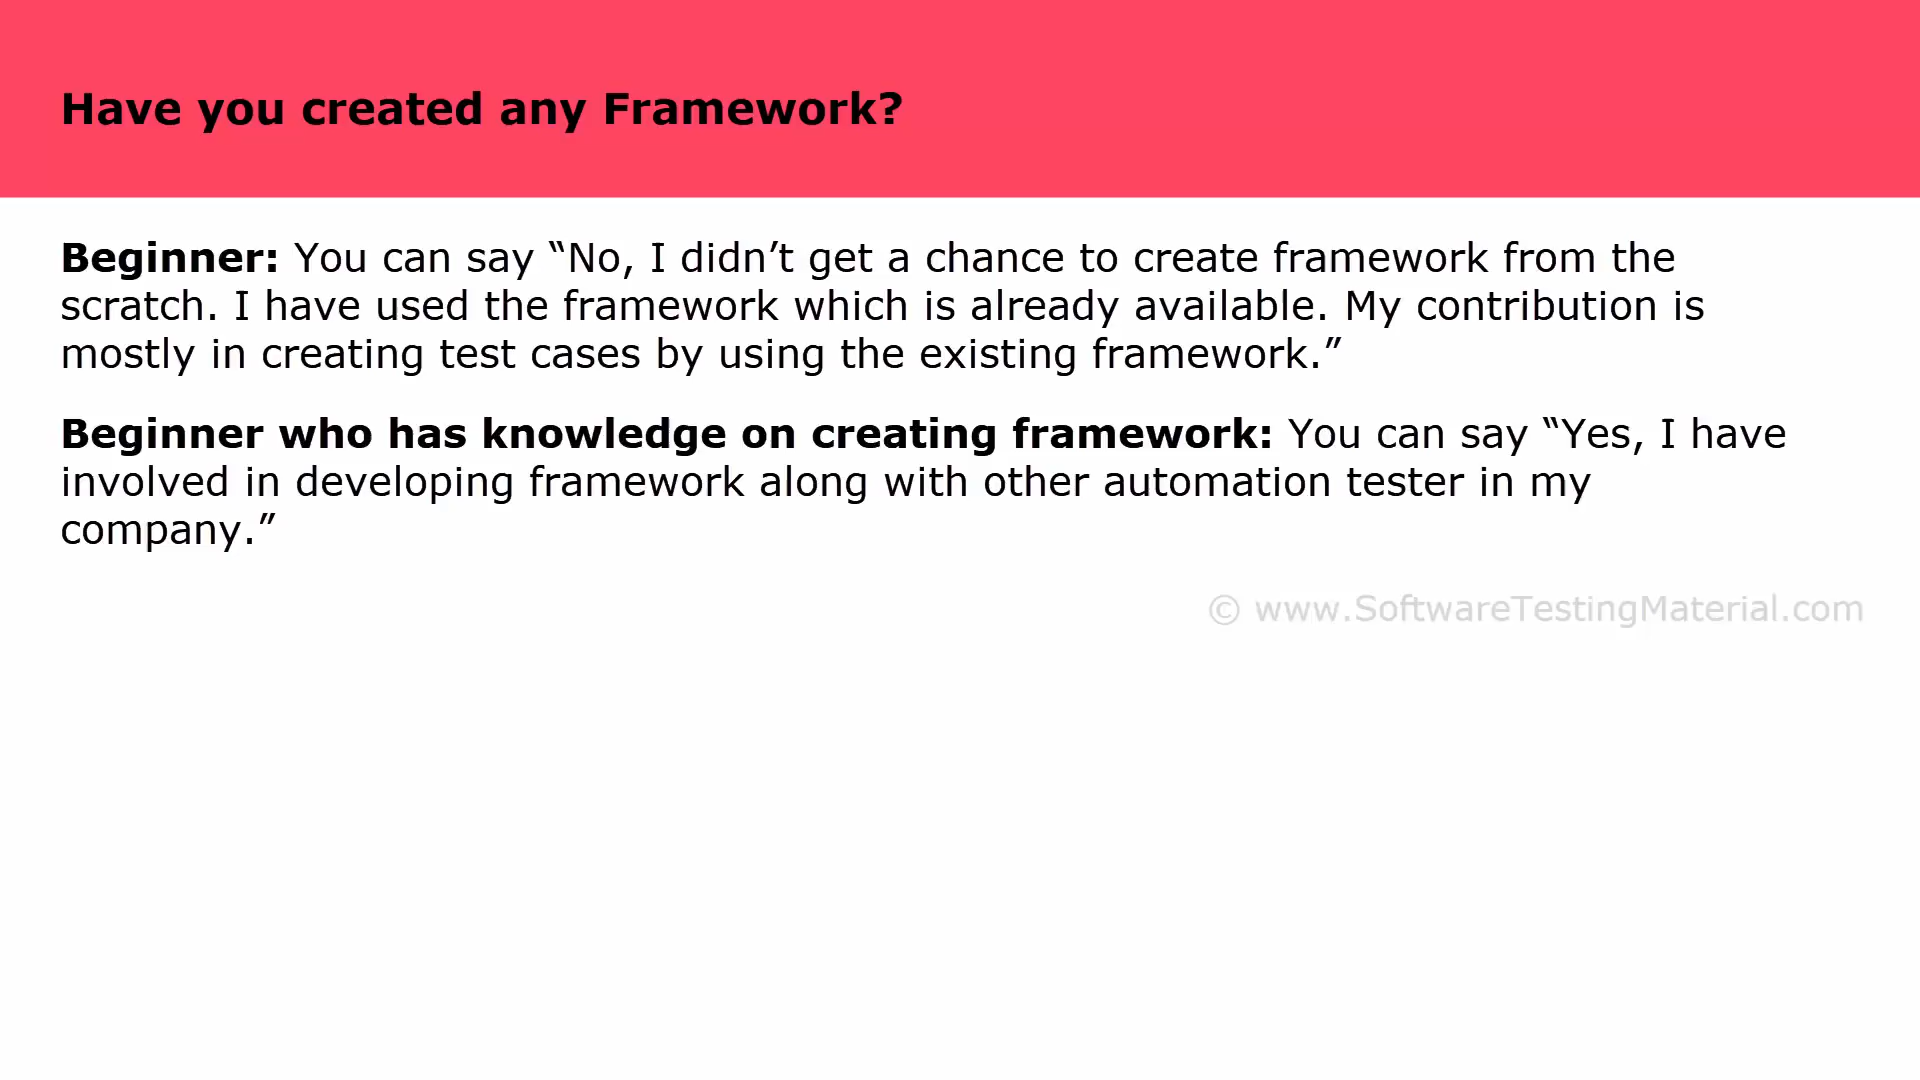 Have you created any Framework?
Beginner: You can say “No, I didn’t get a chance to create framework from the
scratch. I have used the framework which is already available. My contribution is
mostly in creating test cases by using the existing framework.”
Beginner who has knowledge on creating framework: You can say “Yes, I have
involved in developing framework along with other automation tester in my
company.”
© www.SoftwareTestingMaterial.com